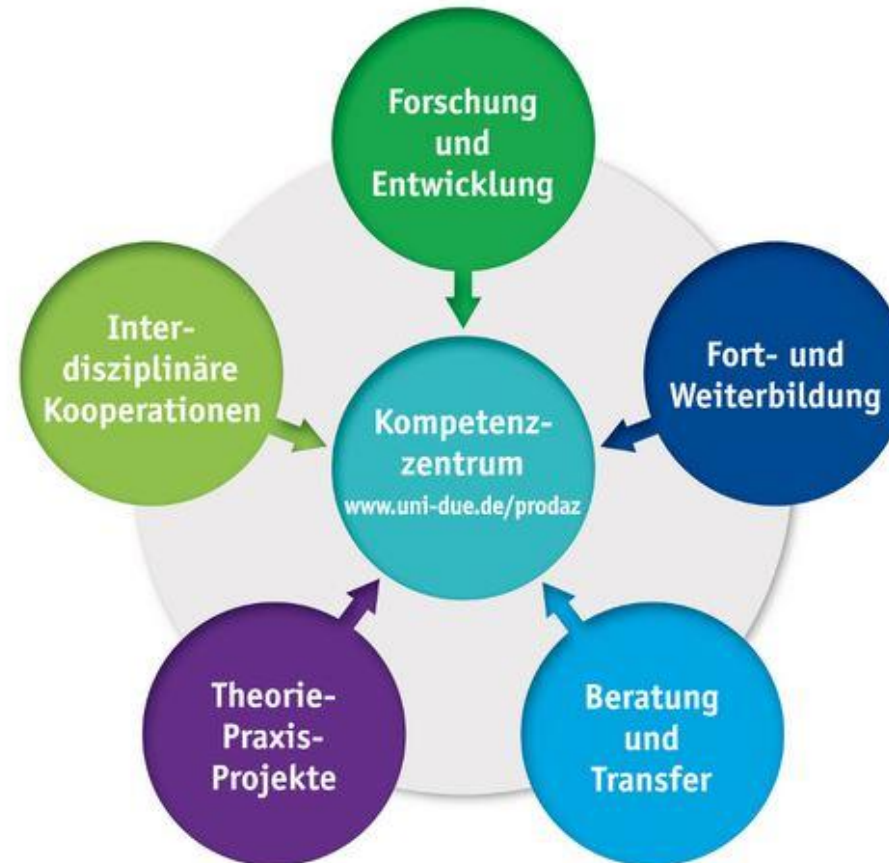 Forschung
und
Entwicklung
Inter-
disziplinäre
Kooperationen
Fort- und
Weiterbildung
Kompetenz-
zentrum
www.uni-due.de/prodaz
Theorie-
Praxis-
Projekte
Beratung
und
Transfer